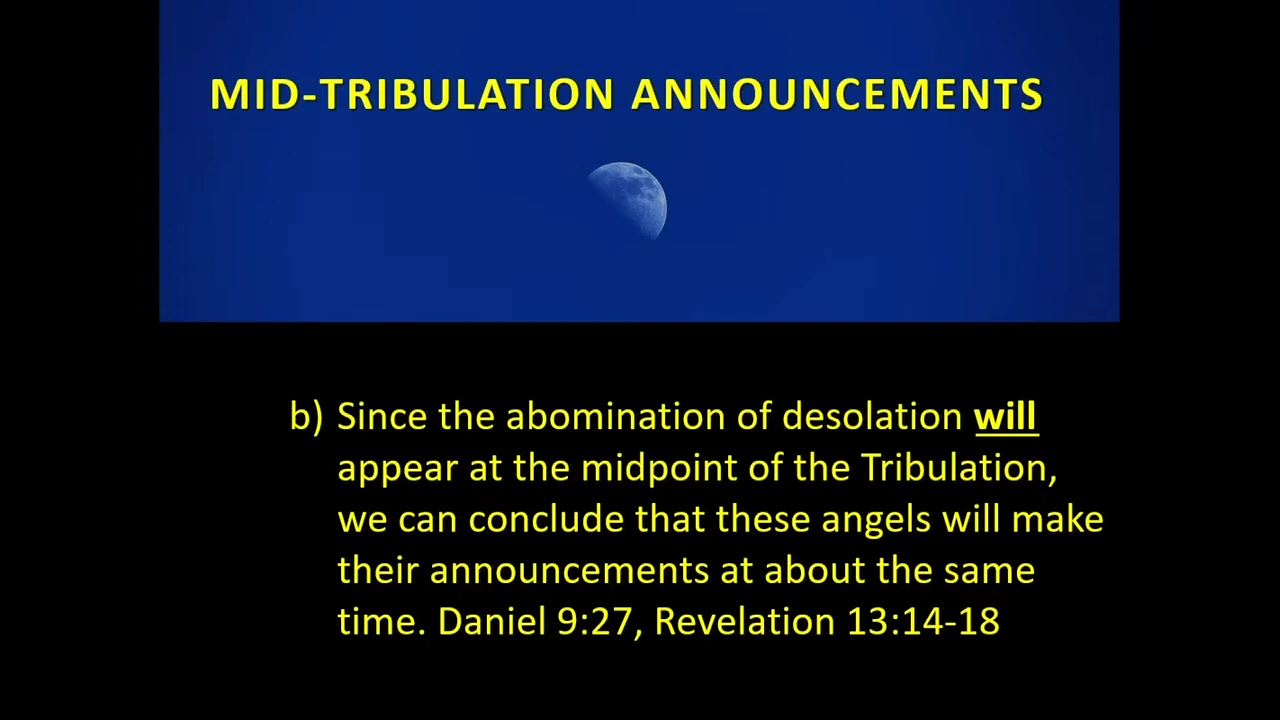 MID-TRIBULATION ANNOUNCEMENTS
b) Since the abomination of desolation will
appear at the midpoint of the Tribulation,
we can conclude that these angels will make
their announcements at about the same
time. Daniel 9:27, Revelation 13:14-18